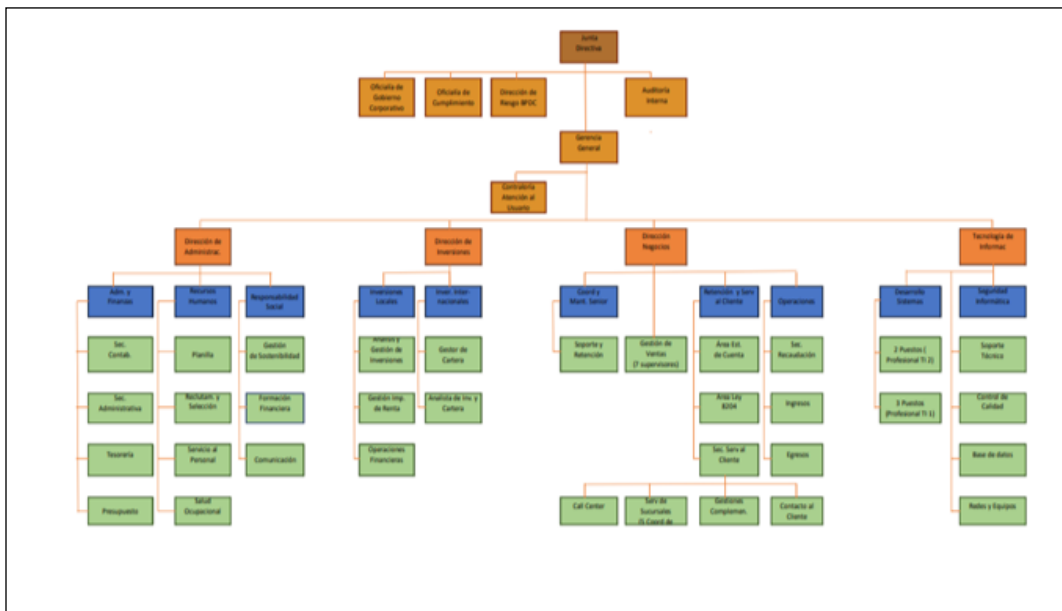 Junta
Directiva
Oficialía de
Gobierno
Corporativo
Oficialía de
Cumplimiento
Dirección de
Riesgo BPDC
Auditoría
Interna
Gerencia
General
Contraloría
Atención al
Usuario
Dirección de
Administrac.
Dirección de
Inversiones
Dirección
Negocios
Tecnología de
Informac
Adm. y
Finanzas
Recursos
Humanos
Responsabilidad
Social
Inversiones
Locales
Inver. Inter-
nacionales
Coord y
Mant. Senior
Retención y Serv
al Cliente
Operaciones
Desarrollo
Sistemas
Seguridad
Informática
Sec.
Contab.
Planilla
Gestión
de Sostenibilidad
Análisis y
Gestión de
Inversiones
Gestor de
Cartera
Soporte y
Retención
Gestión de
Ventas
(7 supervisores)
Área Est.
de Cuenta
Sec.
Recaudación
2 Puestos (
Profesional TI 2)
Soporte
Técnica
Sec.
Administrativa
Reclutam. y
Selección
Formación
Financiera
Gestión Imp.
de Renta
Analista de Inv. y
Cartera
Área Ley
8204
Ingresos
3 Puestos
(Profesional TI 1)
Control de
Calidad
Tesorería
Servicio al
Personal
Comunicación
Operaciones
Financieras
Sec. Serv al
Cliente
Egresos
Base de datos
Presupuesto
Salud
Ocupacional
Call Center
Serv de
Sucursales
(5 Coord de
Gestiones
Complemen.
Contacto al
Cliente
Redes y Equipos